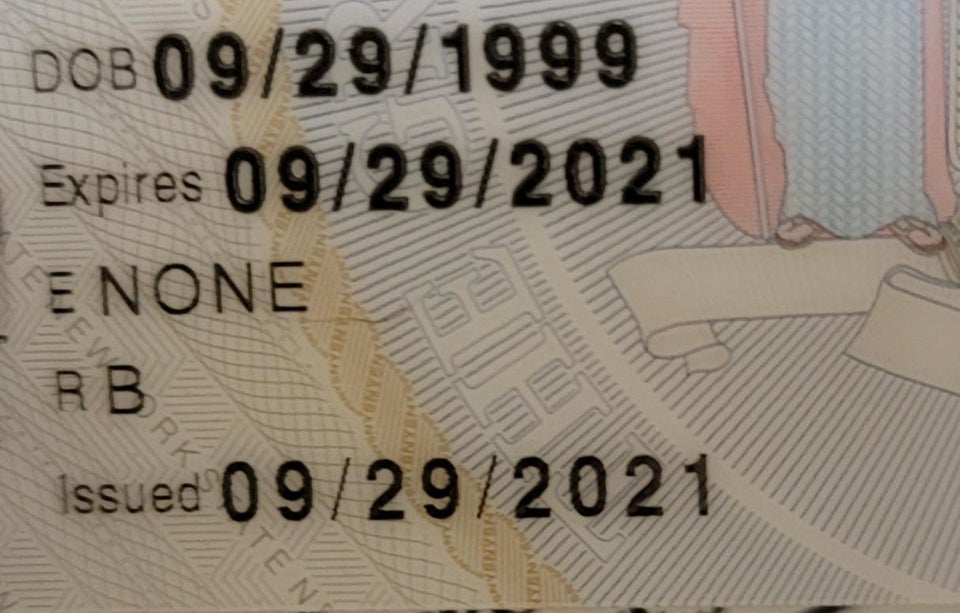 DOB 09/29/1999
Expires 09/29/2021
E NONE
R B
Issued 09/29/2021